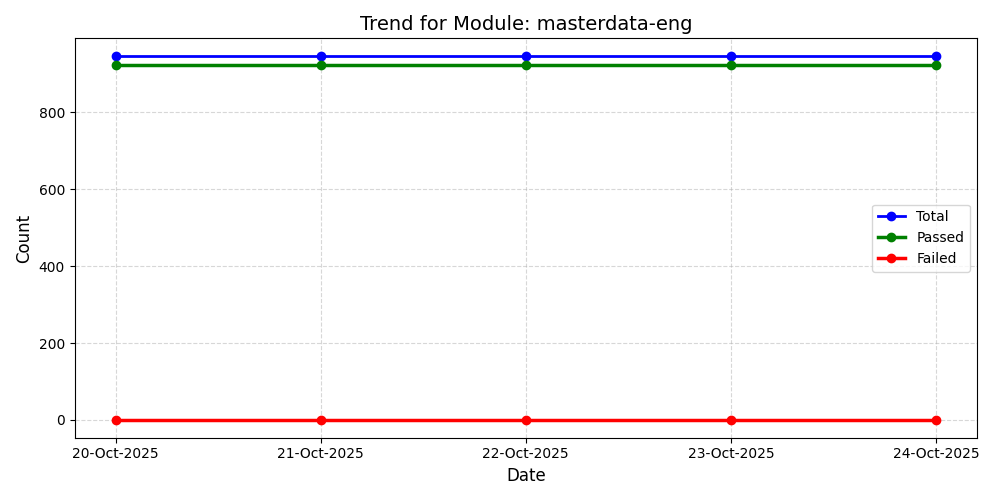 Trend for Module: masterdata-eng
Count
800
600
400
200
0
Total
Passed
Failed
20-Oct-2025
21-Oct-2025
22-Oct-2025
23-Oct-2025
24-Oct-2025
Date